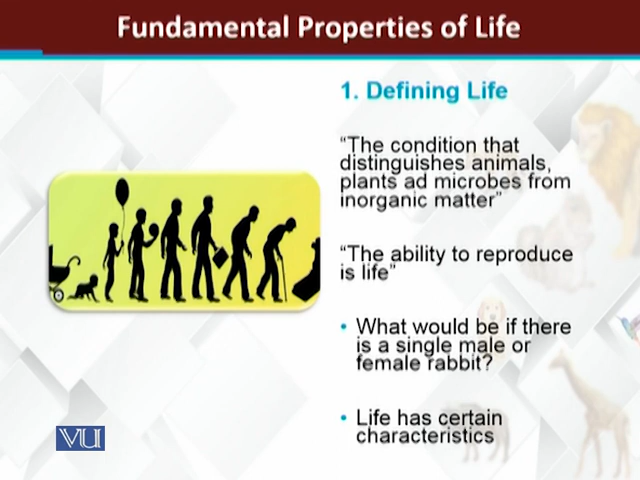 Fundamental Properties of Life
1. Defining Life
“The condition that
distinguishes animals,
plants ad microbes from
inorganic matter”
“The ability to reproduce
is life”
• What would be if there
is a single male or
female rabbit?
• Life has certain
characteristics
VU